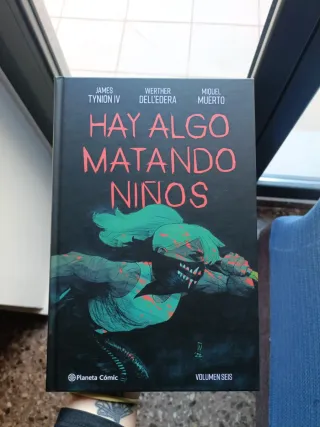 JAMES
TYNION IV
WERTHER
DELL'EDERA
MIQUEL
MUERTO
HAY ALGO
MATANDO
NIÑOS
Planeta Cómic
VOLUMEN SEIS